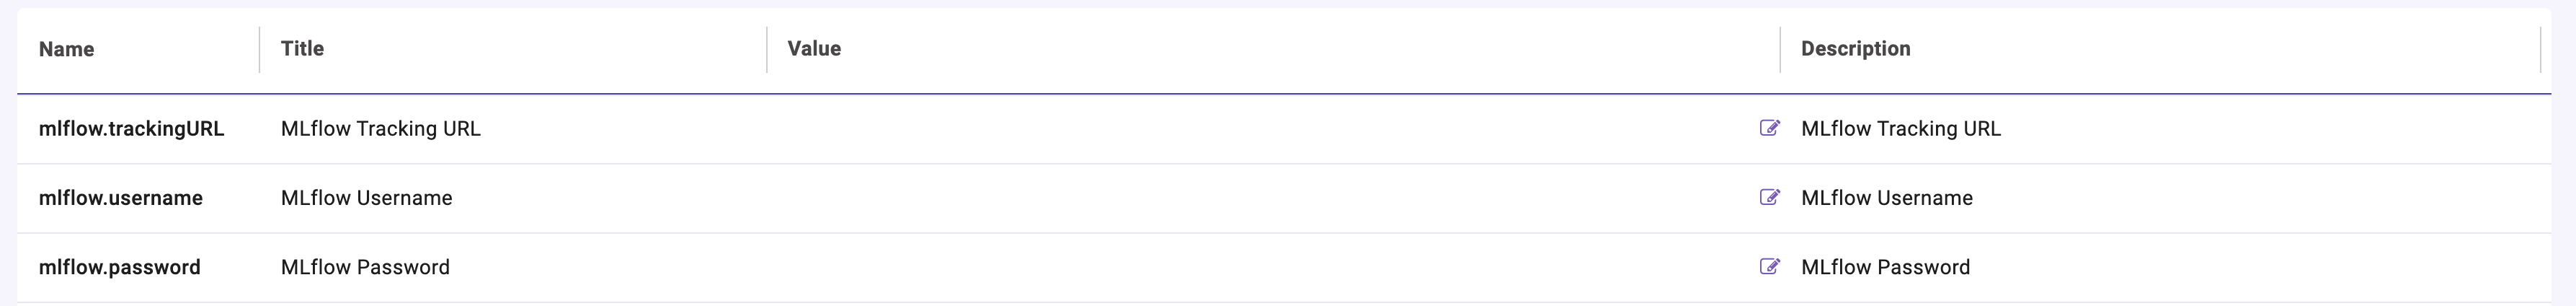 Name Title Value Description
mlflow.trackingURL MLflow Tracking URL MLflow Tracking URL
mlflow.username MLflow Username MLflow Username
mlflow.password MLflow Password MLflow Password